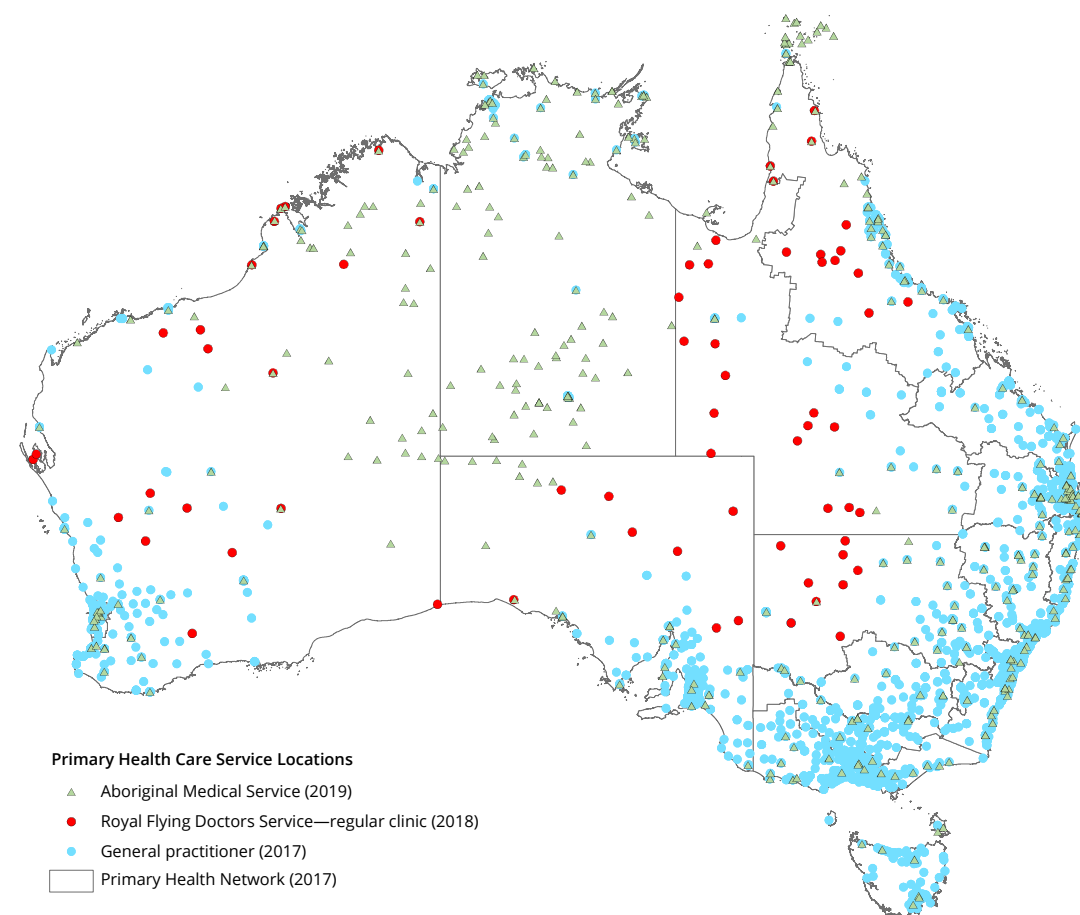 Primary Health Care Service Locations
Aboriginal Medical Service (2019)
Royal Flying Doctors Service—regular clinic (2018)
General practitioner (2017)
Primary Health Network (2017)